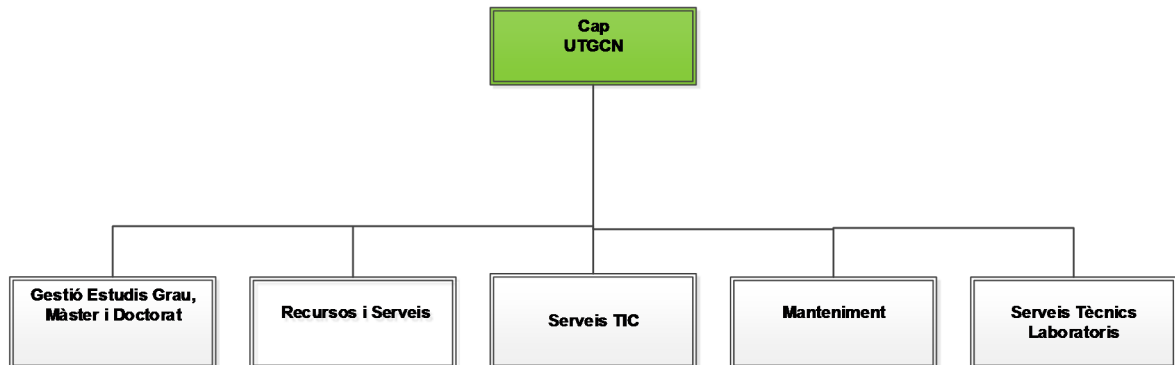 Cap
UTGCN
Gestió Estudis Grau,
Màster i Doctorat
Recursos i Serveis
Serveis TIC
Manteniment
Serveis Tècnics
Laboratoris